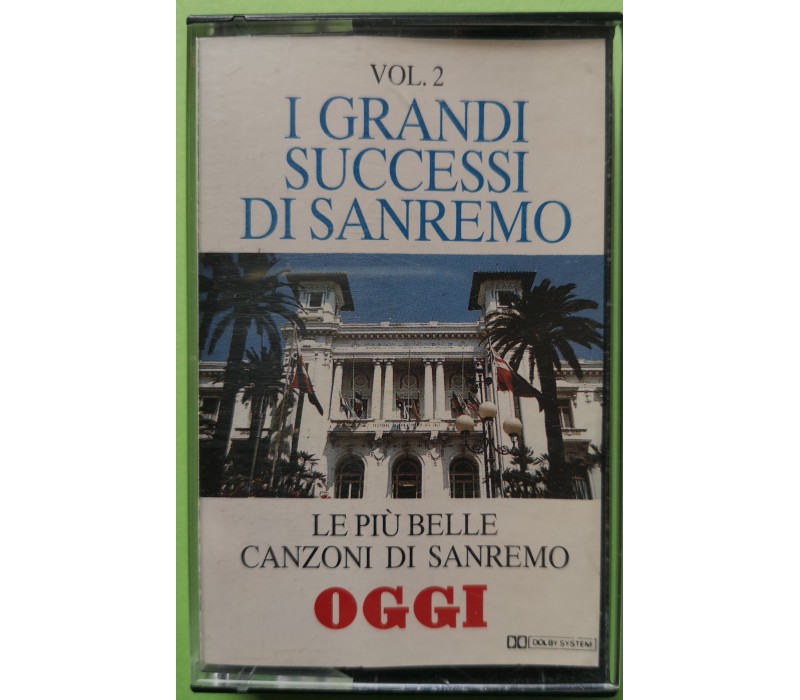 VOL. 2
I GRANDI
SUCCESSI
DI SANREMO
LE PIÙ BELLE
CANZONI DI SANREMO
OGGI
DOLBY SYSTEM